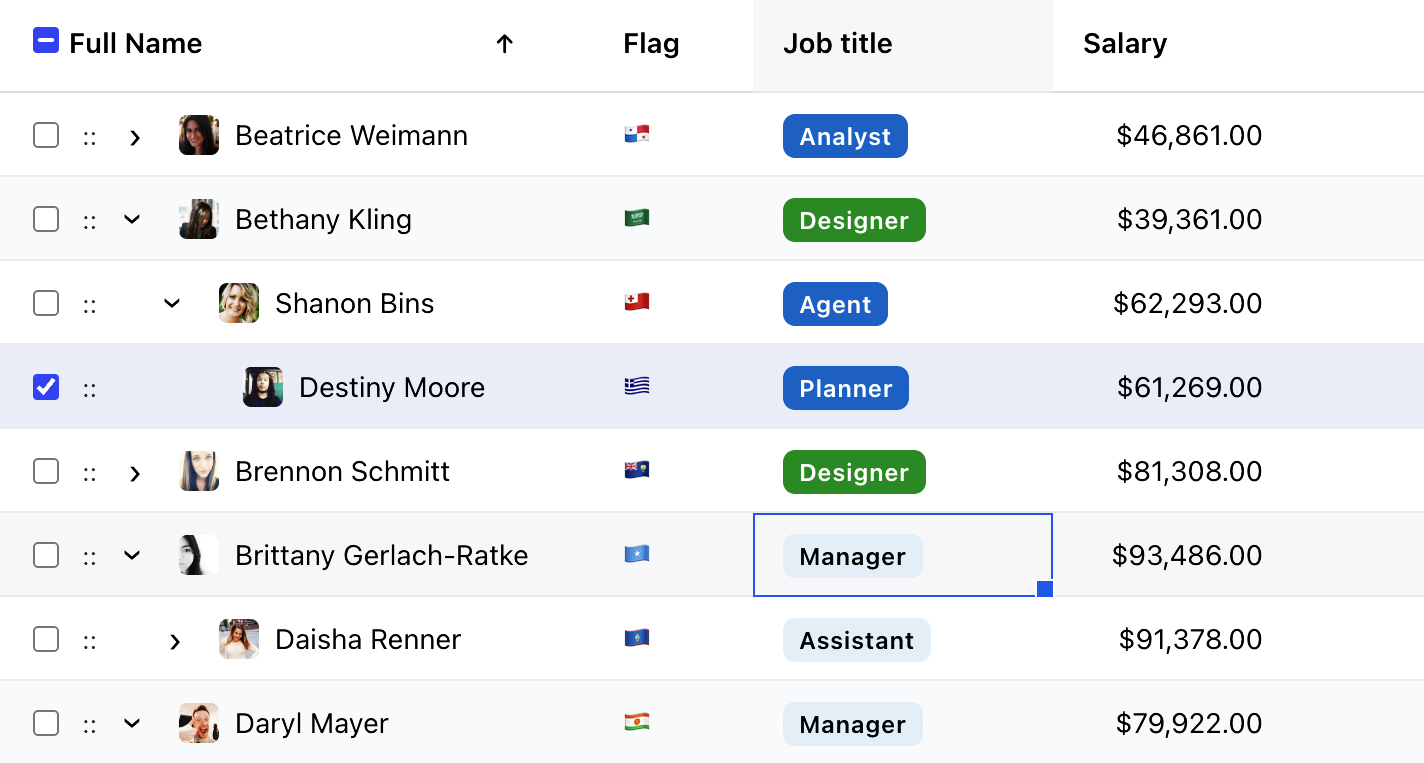 Full Name ↑ Flag Job title Salary
Beatrice Weimann Analyst $46,861.00
Bethany Kling Designer $39,361.00
Shanon Bins Agent $62,293.00
Destiny Moore Planner $61,269.00
Brennon Schmitt Designer $81,308.00
Brittany Gerlach-Ratke Manager $93,486.00
Daisha Renner Assistant $91,378.00
Daryl Mayer Manager $79,922.00